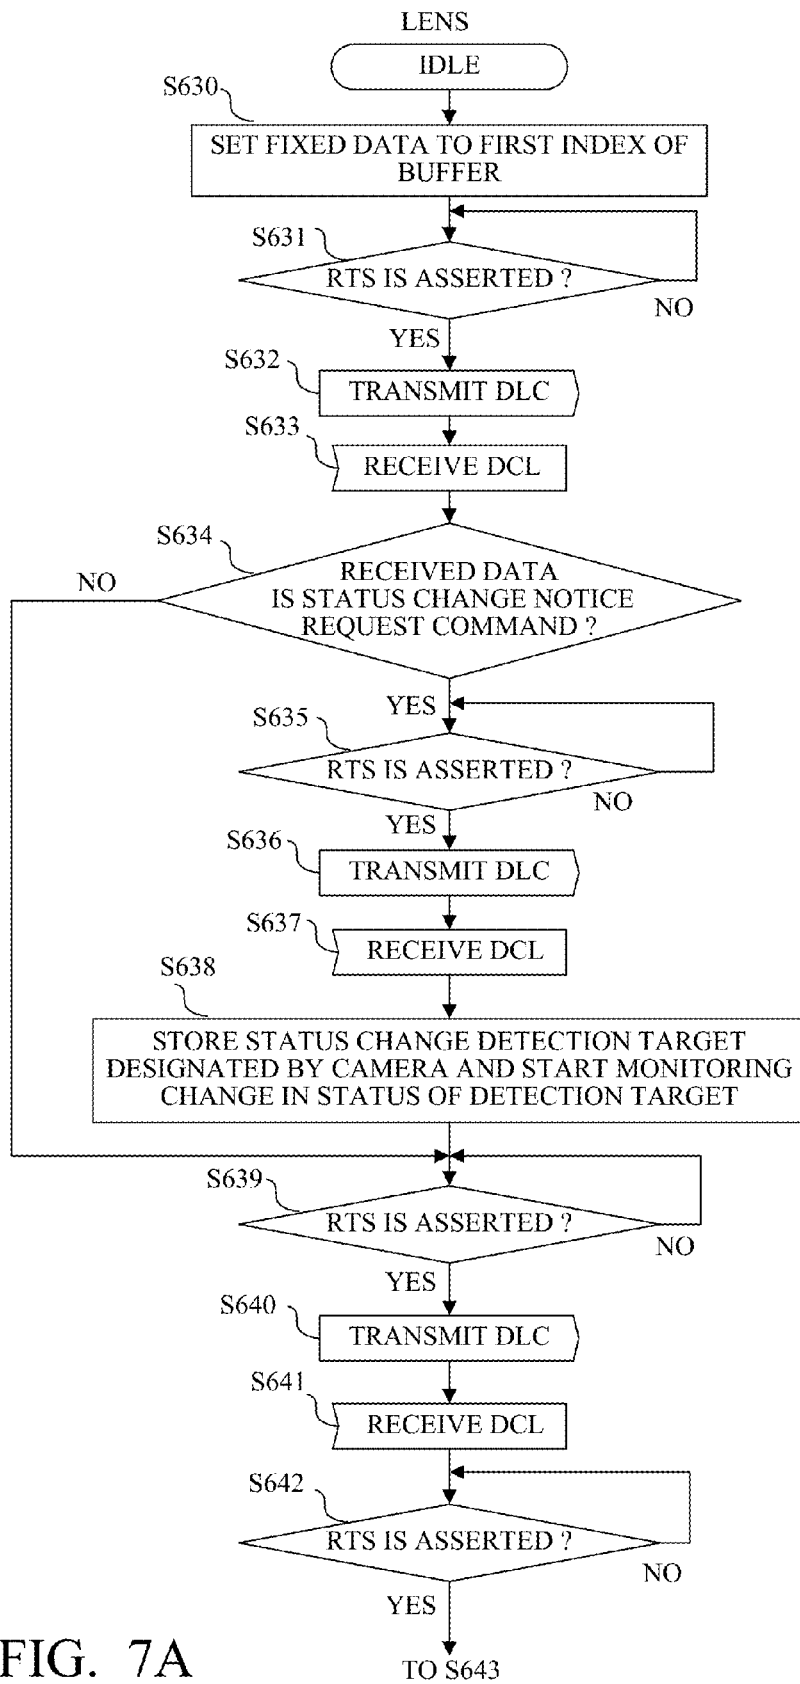 LENS
IDLE
S630
SET FIXED DATA TO FIRST INDEX OF
BUFFER
S631
RTS IS ASSERTED ?
NO
YES
S632
TRANSMIT DLC
S633
RECEIVE DCL
S634
NO
RECEIVED DATA
IS STATUS CHANGE NOTICE
REQUEST COMMAND ?
YES
S635
RTS IS ASSERTED ?
NO
YES
S636
TRANSMIT DLC
S637
RECEIVE DCL
S638
STORE STATUS CHANGE DETECTION TARGET
DESIGNATED BY CAMERA AND START MONITORING
CHANGE IN STATUS OF DETECTION TARGET
S639
RTS IS ASSERTED ?
NO
YES
S640
TRANSMIT DLC
S641
RECEIVE DCL
S642
RTS IS ASSERTED ?
NO
YES
TO S643
FIG. 7A